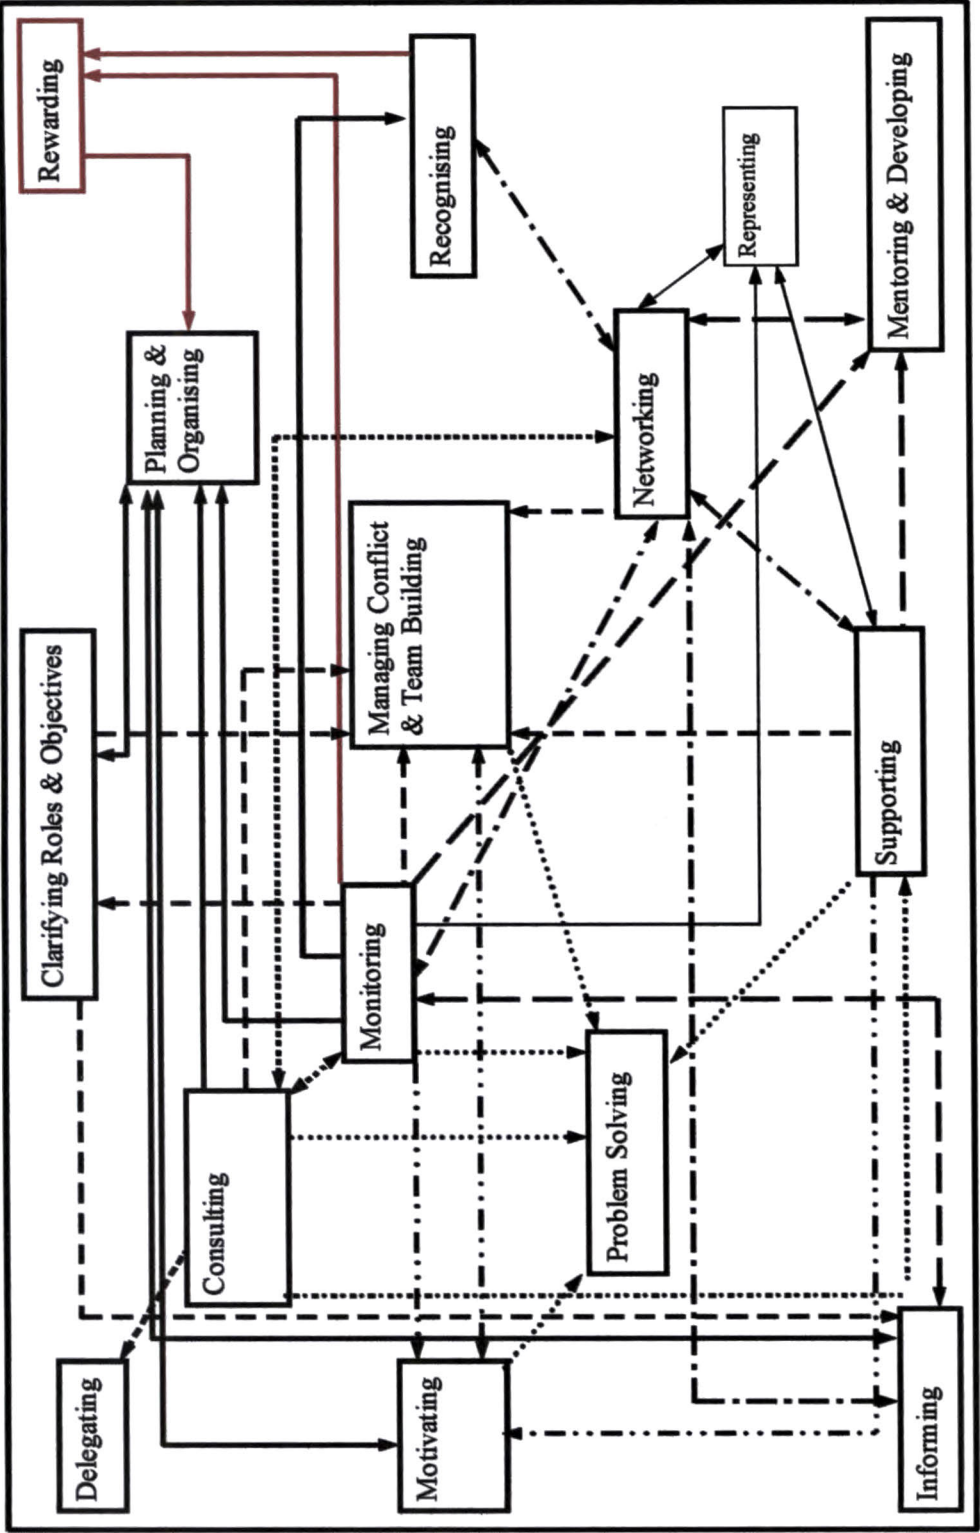 Rewarding
Recognising
Representing
Mentoring & Developing
Planning &
Organising
Networking
Managing Conflict
& Team Building
Clarifying Roles & Objectives
Supporting
Monitoring
Problem Solving
Consulting
Delegating
Motivating
Informing